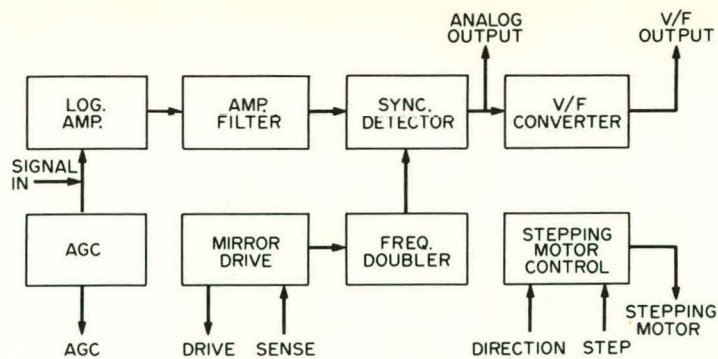 ANALOG
OUTPUT
V/F
OUTPUT
LOG.
AMP.
AMP.
FILTER
SYNC.
DETECTOR
V/F
CONVERTER
SIGNAL
IN
AGC
MIRROR
DRIVE
FREQ.
DOUBLER
STEPPING
MOTOR
CONTROL
AGC
DRIVE
SENSE
DIRECTION
STEP
STEPPING
MOTOR